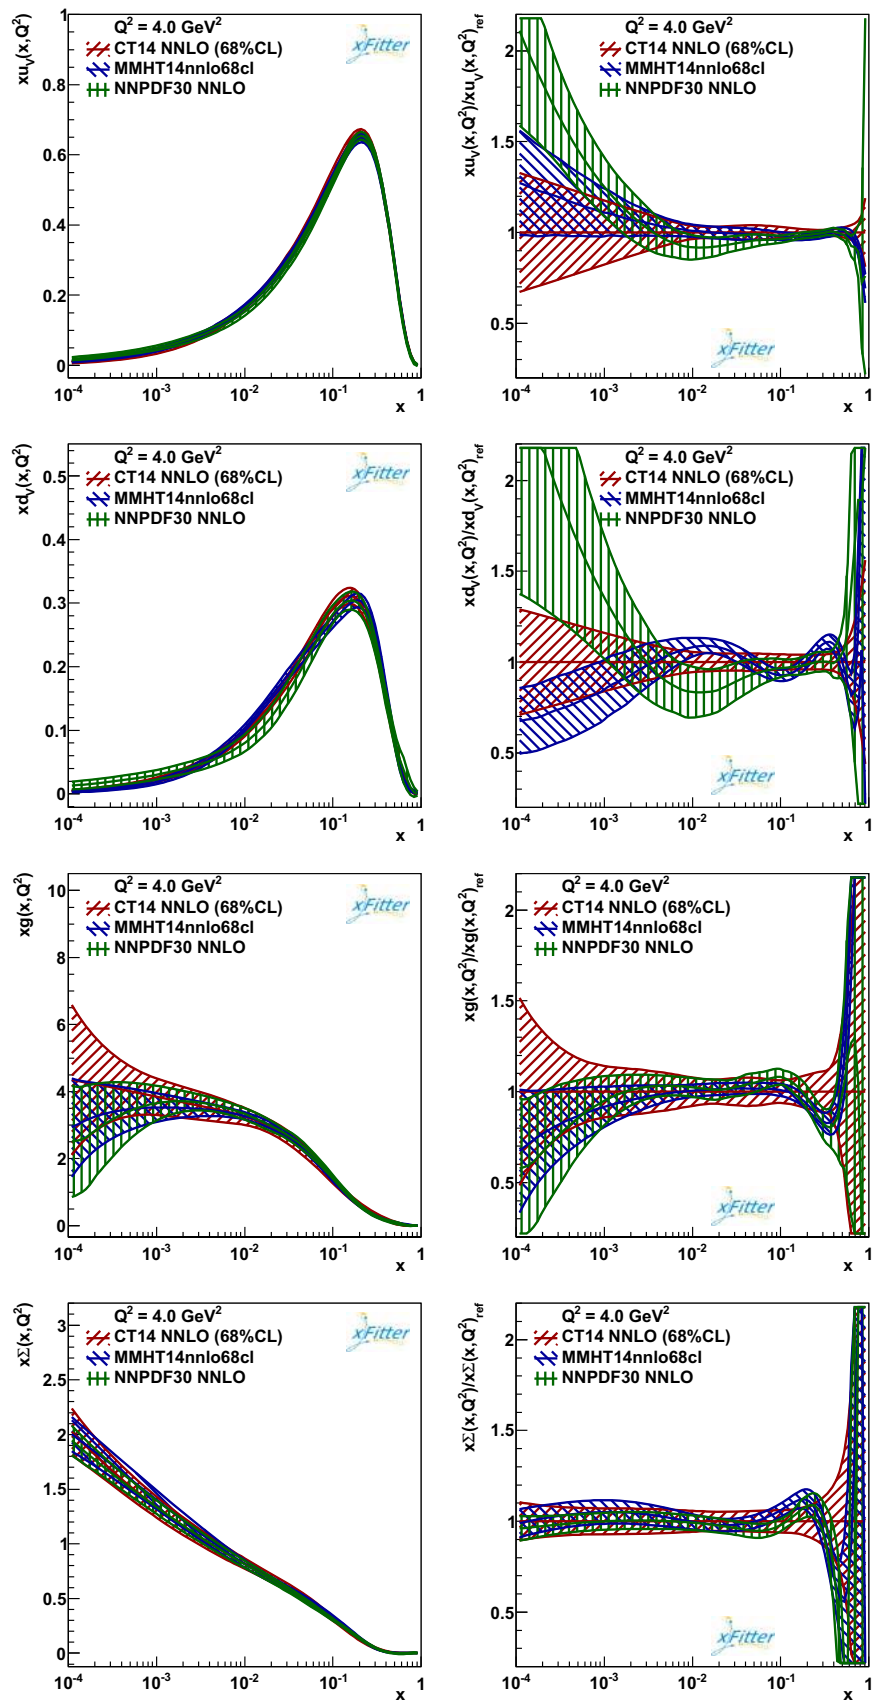 xu_V(x,Q²)
Q² = 4.0 GeV²
CT14 NNLO (68%CL)
MMHT14nnlo68cl
NNPDF30 NNLO
xFitter
1
0.8
0.6
0.4
0.2
0
10⁻⁴ 10⁻³ 10⁻² 10⁻¹ 1
x
xu_V(x,Q²)/xu_V(x,Q²)_ref
Q² = 4.0 GeV²
CT14 NNLO (68%CL)
MMHT14nnlo68cl
NNPDF30 NNLO
xFitter
2
1.5
1
0.5
10⁻⁴ 10⁻³ 10⁻² 10⁻¹ 1
x
xd_V(x,Q²)
Q² = 4.0 GeV²
CT14 NNLO (68%CL)
MMHT14nnlo68cl
NNPDF30 NNLO
xFitter
0.5
0.4
0.3
0.2
0.1
0
10⁻⁴ 10⁻³ 10⁻² 10⁻¹ 1
x
xd_V(x,Q²)/xd_V(x,Q²)_ref
Q² = 4.0 GeV²
CT14 NNLO (68%CL)
MMHT14nnlo68cl
NNPDF30 NNLO
xFitter
2
1.5
1
0.5
10⁻⁴ 10⁻³ 10⁻² 10⁻¹ 1
x
xg(x,Q²)
Q² = 4.0 GeV²
CT14 NNLO (68%CL)
MMHT14nnlo68cl
NNPDF30 NNLO
xFitter
10
8
6
4
2
0
10⁻⁴ 10⁻³ 10⁻² 10⁻¹ 1
x
xg(x,Q²)/xg(x,Q²)_ref
Q² = 4.0 GeV²
CT14 NNLO (68%CL)
MMHT14nnlo68cl
NNPDF30 NNLO
xFitter
2
1.5
1
0.5
10⁻⁴ 10⁻³ 10⁻² 10⁻¹ 1
x
xΣ(x,Q²)
Q² = 4.0 GeV²
CT14 NNLO (68%CL)
MMHT14nnlo68cl
NNPDF30 NNLO
xFitter
3
2.5
2
1.5
1
0.5
0
10⁻⁴ 10⁻³ 10⁻² 10⁻¹ 1
x
xΣ(x,Q²)/xΣ(x,Q²)_ref
Q² = 4.0 GeV²
CT14 NNLO (68%CL)
MMHT14nnlo68cl
NNPDF30 NNLO
xFitter
2
1.5
1
0.5
10⁻⁴ 10⁻³ 10⁻² 10⁻¹ 1
x